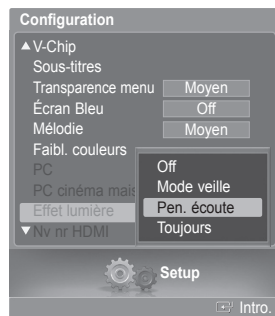 Configuration
▲ V-Chip
Sous-titres
Transparence menu Moyen
Écran Bleu Off
Mélodie Moyen
Faibl. couleurs
PC
PC cinéma mais
Effet lumière
▼ Nv nr HDMI
Off
Mode veille
Pen. écoute
Toujours
Setup
Intro.